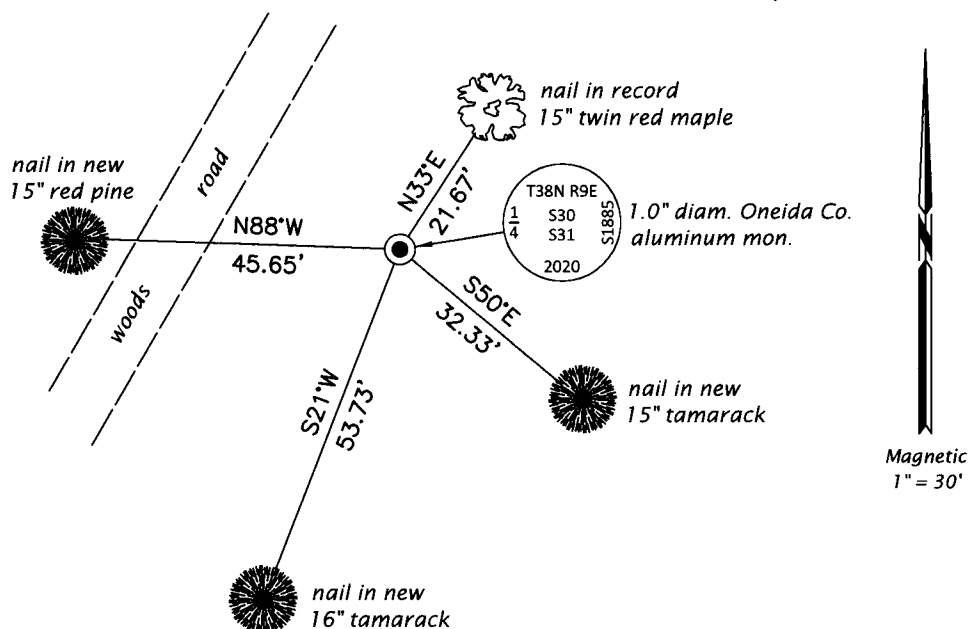 nail in record
15" twin red maple
nail in new
15" red pine
road
woods
N88°W
45.65'
N33°E
21.67'
T38N R9E
1
4
S30
S31
S1885
2020
1.0" diam. Oneida Co.
aluminum mon.
S50°E
32.33'
nail in new
15" tamarack
S21°W
53.73'
nail in new
16" tamarack
N
Magnetic
1" = 30'